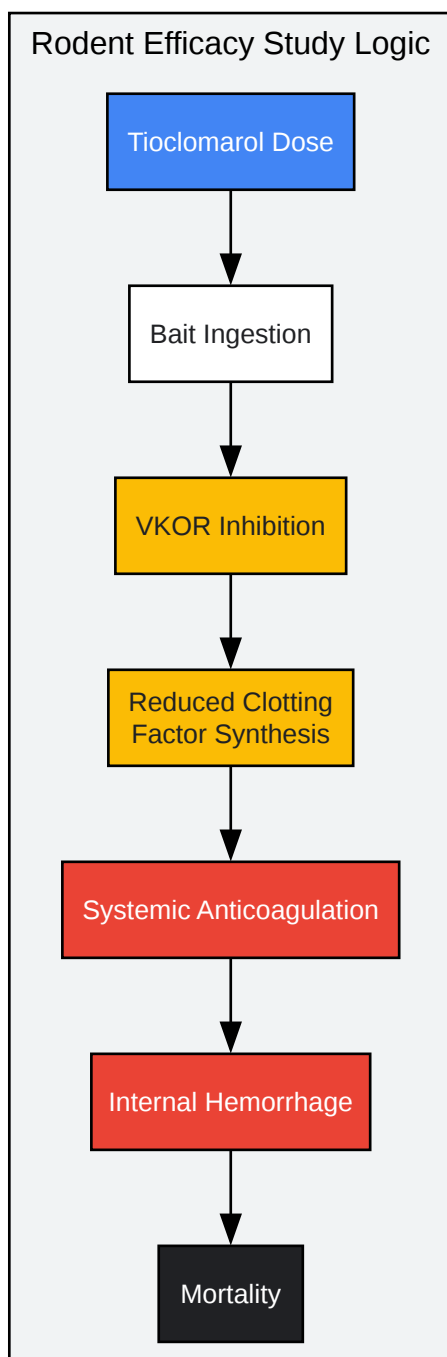 Rodent Efficacy Study Logic
Tioclomarol Dose
Bait Ingestion
VKOR Inhibition
Reduced Clotting
Factor Synthesis
Systemic Anticoagulation
Internal Hemorrhage
Mortality